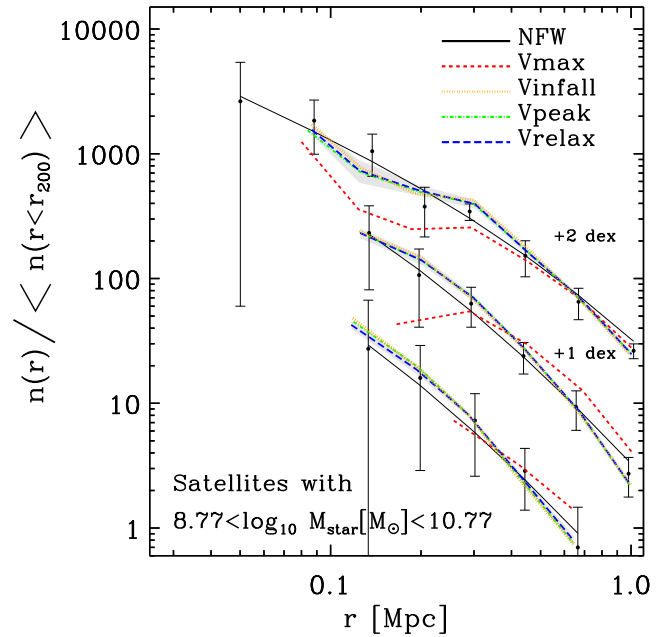 10000
1000
100
10
1
n(r) / < n(r<r200) >
NFW
Vmax
Vinfall
Vpeak
Vrelax
+2 dex
+1 dex
Satellites with
8.77<log10 Mstar[M⊙]<10.77
0.1
1.0
r [Mpc]